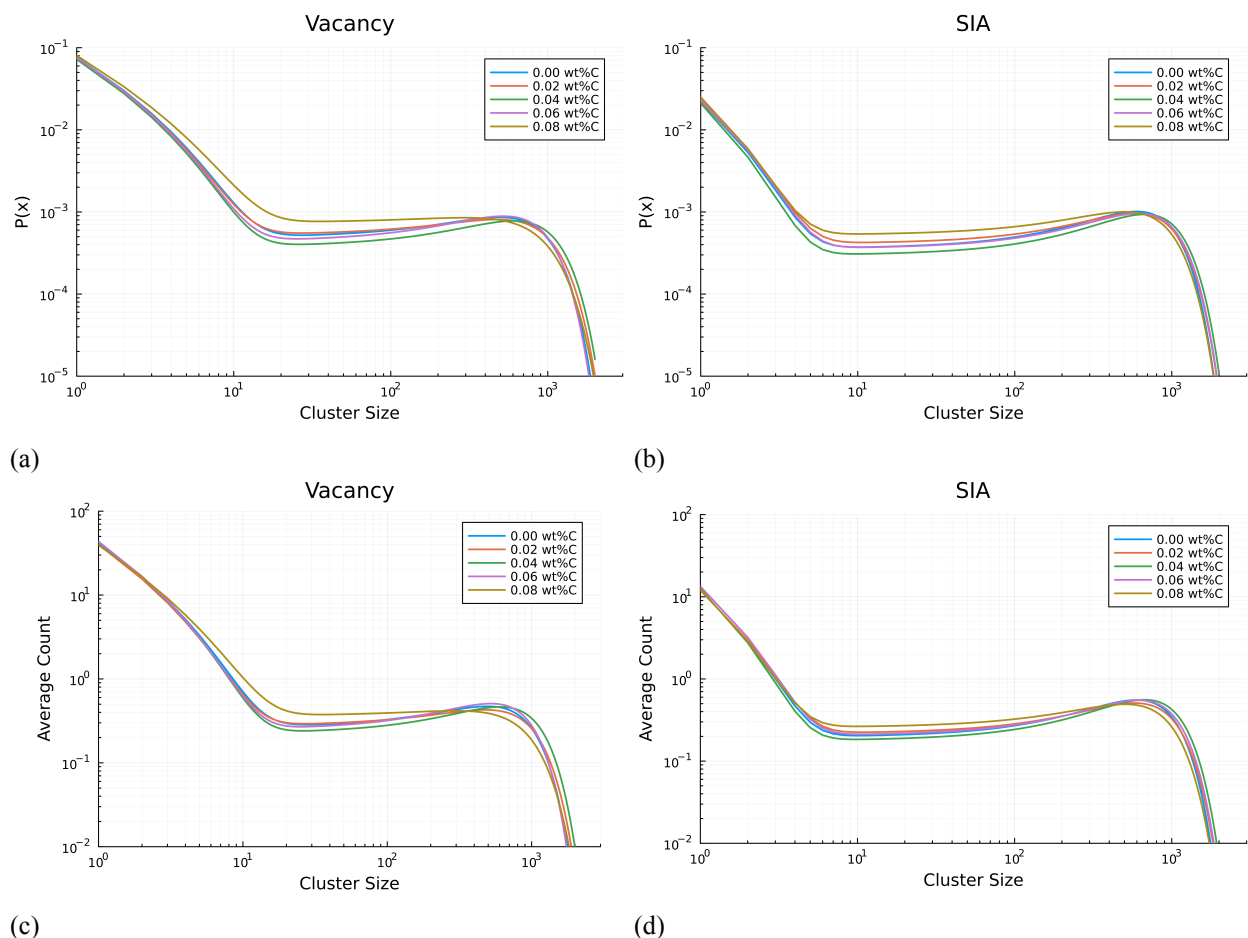 Vacancy
10^-1
10^-2
10^-3
10^-4
10^-5
P(x)
0.00 wt%C
0.02 wt%C
0.04 wt%C
0.06 wt%C
0.08 wt%C
10^0
10^1
10^2
10^3
Cluster Size
(a)
SIA
10^-1
10^-2
10^-3
10^-4
10^-5
P(x)
0.00 wt%C
0.02 wt%C
0.04 wt%C
0.06 wt%C
0.08 wt%C
10^0
10^1
10^2
10^3
Cluster Size
(b)
Vacancy
10^2
10^1
10^0
10^-1
10^-2
Average Count
0.00 wt%C
0.02 wt%C
0.04 wt%C
0.06 wt%C
0.08 wt%C
10^0
10^1
10^2
10^3
Cluster Size
(c)
SIA
10^2
10^1
10^0
10^-1
10^-2
Average Count
0.00 wt%C
0.02 wt%C
0.04 wt%C
0.06 wt%C
0.08 wt%C
10^0
10^1
10^2
10^3
Cluster Size
(d)